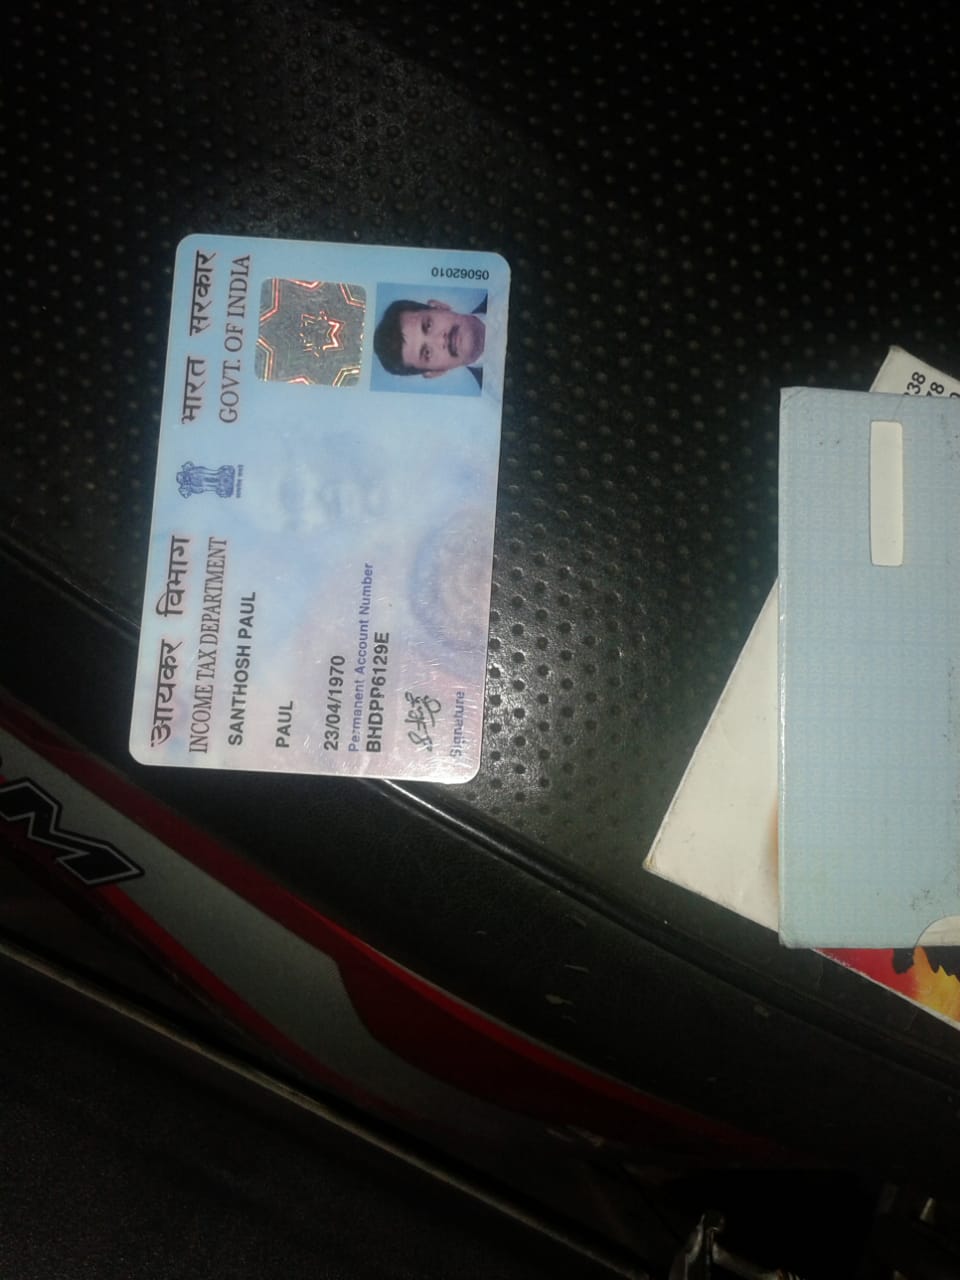 आयकर विभाग
INCOME TAX DEPARTMENT
भारत सरकार
GOVT. OF INDIA
SANTHOSH PAUL
PAUL
23/04/1970
Permanent Account Number
BHDPP6129E
Signature
05062010
38
78